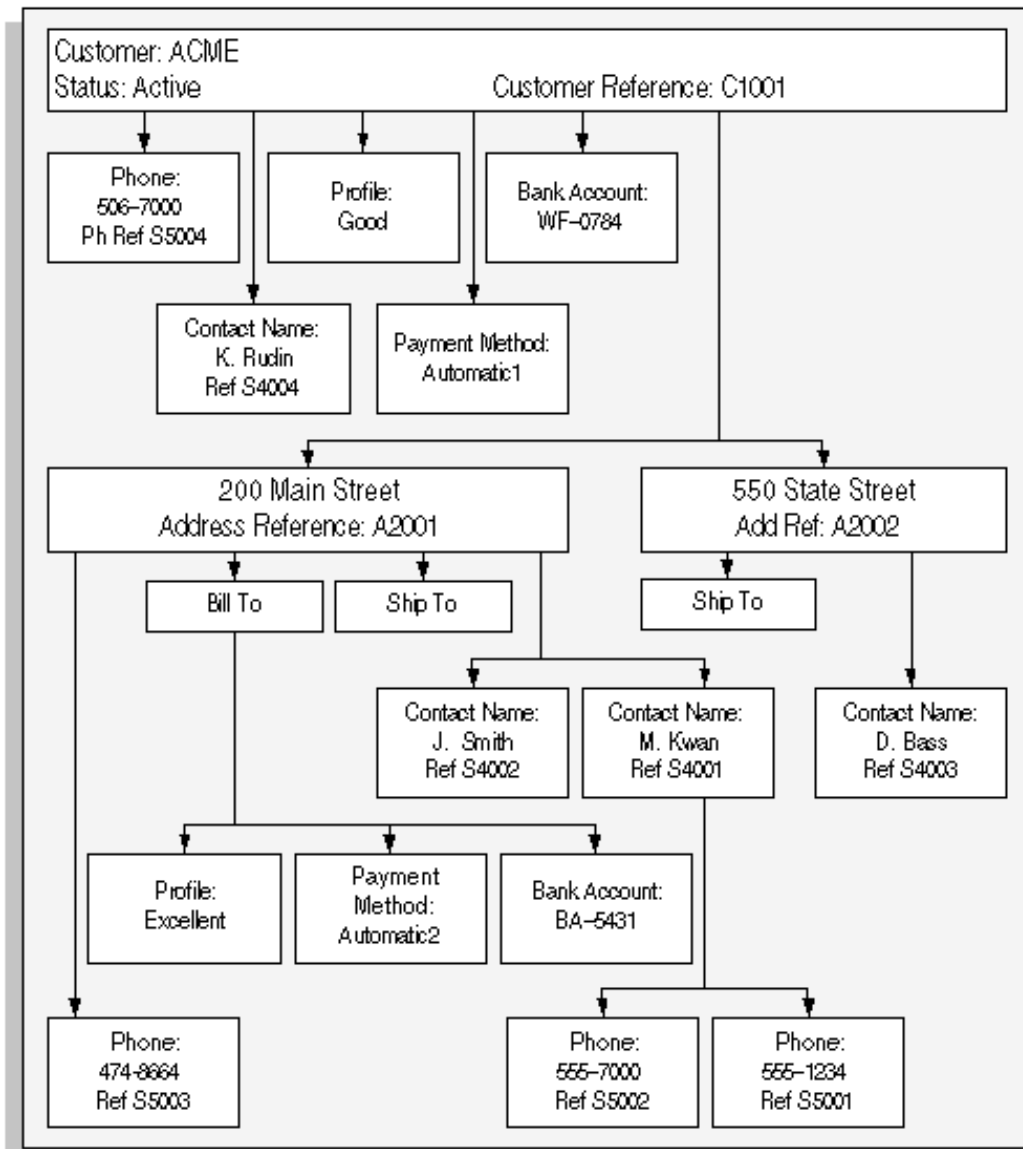 Customer: ACME
Status: Active Customer Reference: C1001
Phone:
506–7000
Ph Ref S5004
Profile:
Good
Bank Account:
WF–0784
Contact Name:
K. Rudin
Ref S4004
Payment Method:
Automatic1
200 Main Street
Address Reference: A2001
550 State Street
Add Ref: A2002
Bill To
Ship To
Ship To
Contact Name:
J. Smith
Ref S4002
Contact Name:
M. Kwan
Ref S4001
Contact Name:
D. Bass
Ref S4003
Profile:
Excellent
Payment
Method:
Automatic2
Bank Account:
BA–5431
Phone:
474-8664
Ref S5003
Phone:
555–7000
Ref S5002
Phone:
555–1234
Ref S5001